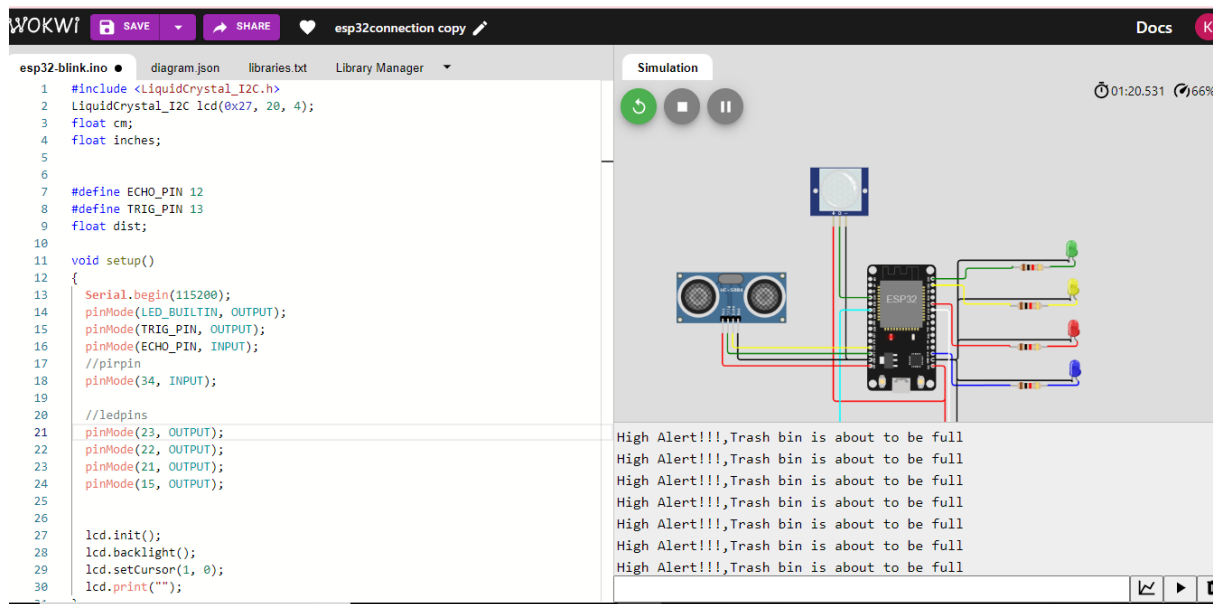 WOKWI SAVE SHARE esp32connection copy Docs K
esp32-blink.ino ● diagram.json libraries.txt Library Manager
1 #include <LiquidCrystal_I2C.h>
2 LiquidCrystal_I2C lcd(0x27, 20, 4);
3 float cm;
4 float inches;
5
6
7 #define ECHO_PIN 12
8 #define TRIG_PIN 13
9 float dist;
10
11 void setup()
12 {
13 Serial.begin(115200);
14 pinMode(LED_BUILTIN, OUTPUT);
15 pinMode(TRIG_PIN, OUTPUT);
16 pinMode(ECHO_PIN, INPUT);
17 //pirpin
18 pinMode(34, INPUT);
19
20 //ledpins
21 pinMode(23, OUTPUT);
22 pinMode(22, OUTPUT);
23 pinMode(21, OUTPUT);
24 pinMode(15, OUTPUT);
25
26
27 lcd.init();
28 lcd.backlight();
29 lcd.setCursor(1, 0);
30 lcd.print("");
Simulation
01:20.531 66%
ESP32
High Alert!!!,Trash bin is about to be full
High Alert!!!,Trash bin is about to be full
High Alert!!!,Trash bin is about to be full
High Alert!!!,Trash bin is about to be full
High Alert!!!,Trash bin is about to be full
High Alert!!!,Trash bin is about to be full
High Alert!!!,Trash bin is about to be full